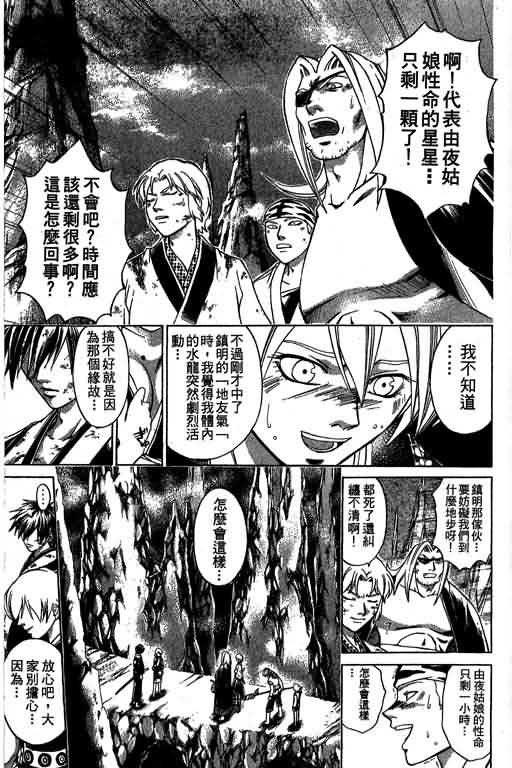 啊！代表由夜姑
娘性命的星星…
只剩一顆了！
不會吧？時間應
該還剩很多啊？
這是怎麼回事？
我不知道
……
不過剛才中了
鎮明的「地友氣」
時，我覺得我體內
的水龍突然劇烈活
動…
搞不好就是因
為那個緣故…
鎮明那傢伙…
要妨礙我們到
什麼地步呀！
都死了還糾
纏不清啊！
由夜姑娘的性命
只剩一小時…
…怎麼會這樣
怎麼會這樣…
…
放心吧，大
家別擔心…
因為…